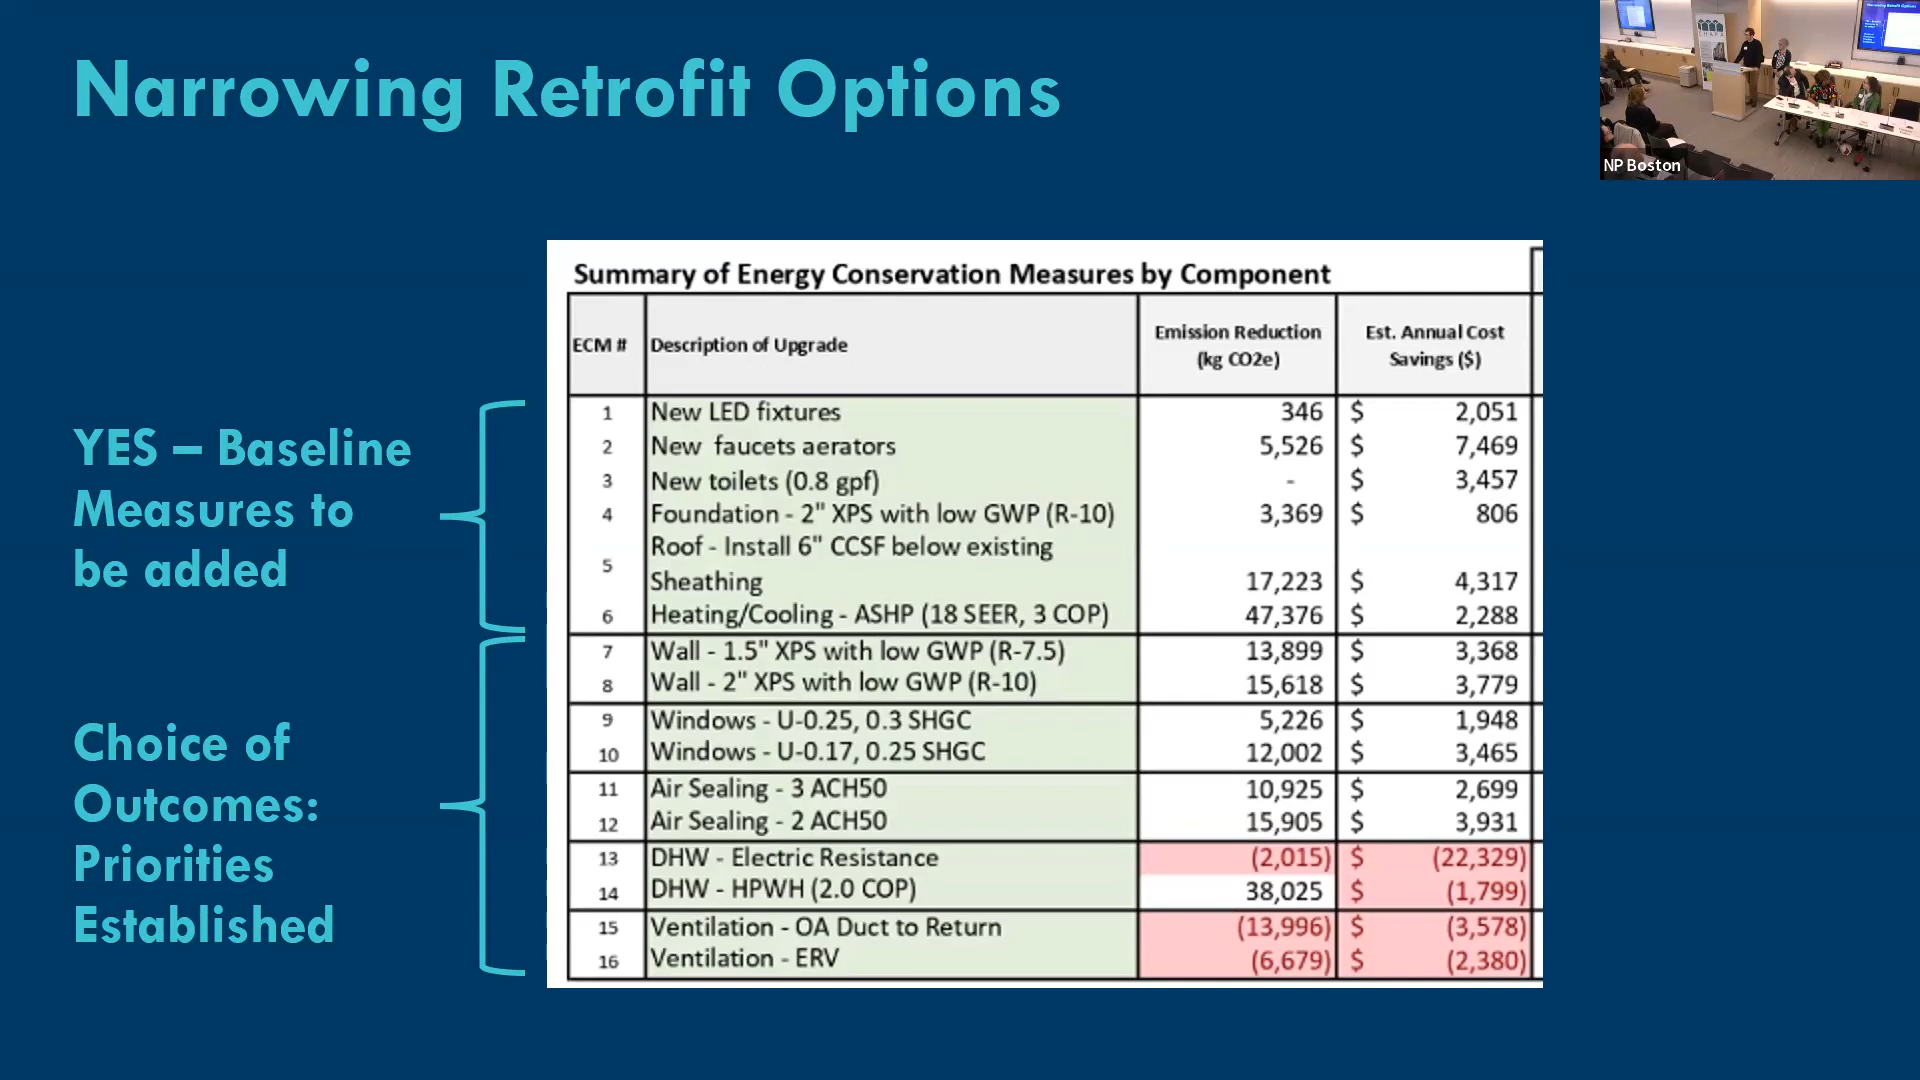 Narrowing Retrofit Options
NP Boston
YES – Baseline
Measures to
be added
Choice of
Outcomes:
Priorities
Established
Summary of Energy Conservation Measures by Component
ECM # Description of Upgrade Emission Reduction (kg CO2e) Est. Annual Cost Savings ($)
1 New LED fixtures 346 $ 2,051
2 New faucets aerators 5,526 $ 7,469
3 New toilets (0.8 gpf) - $ 3,457
4 Foundation - 2" XPS with low GWP (R-10) 3,369 $ 806
5 Roof - Install 6" CCSF below existing
Sheathing 17,223 $ 4,317
6 Heating/Cooling - ASHP (18 SEER, 3 COP) 47,376 $ 2,288
7 Wall - 1.5" XPS with low GWP (R-7.5) 13,899 $ 3,368
8 Wall - 2" XPS with low GWP (R-10) 15,618 $ 3,779
9 Windows - U-0.25, 0.3 SHGC 5,226 $ 1,948
10 Windows - U-0.17, 0.25 SHGC 12,002 $ 3,465
11 Air Sealing - 3 ACH50 10,925 $ 2,699
12 Air Sealing - 2 ACH50 15,905 $ 3,931
13 DHW - Electric Resistance (2,015) $ (22,329)
14 DHW - HPWH (2.0 COP) 38,025 $ (1,799)
15 Ventilation - OA Duct to Return (13,996) $ (3,578)
16 Ventilation - ERV (6,679) $ (2,380)